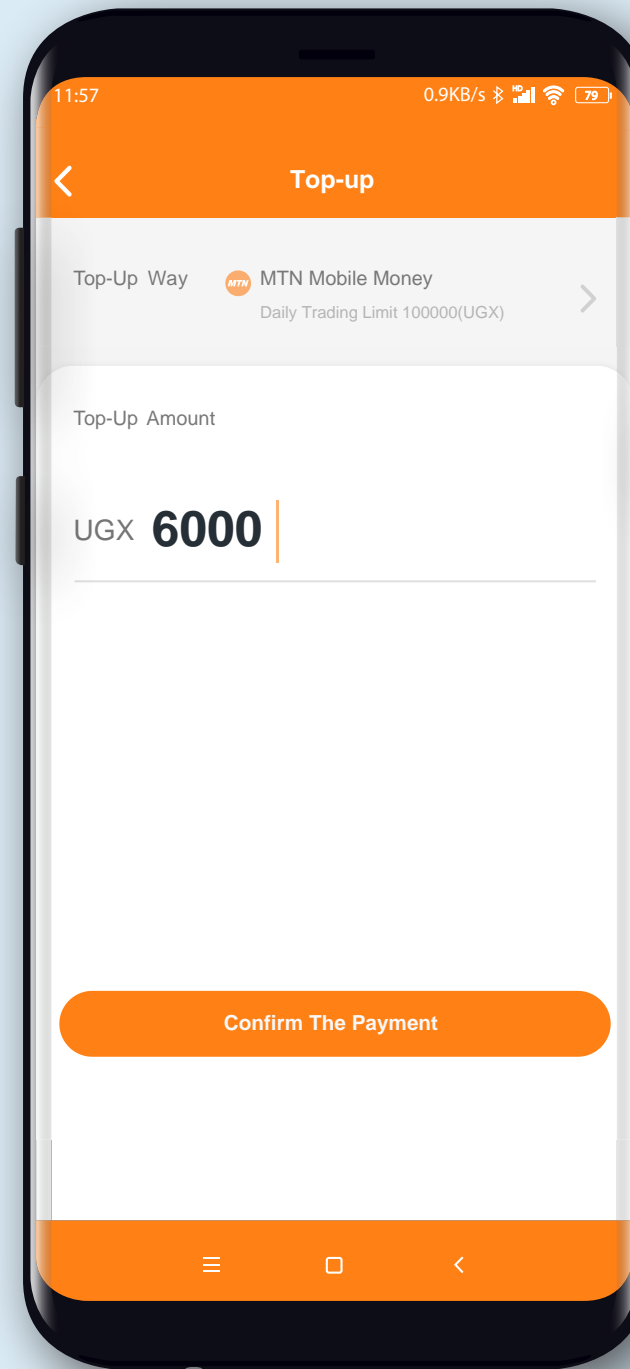 11:57
0.9KB/s HD 79
Top-up
Top-Up Way MTN MTN Mobile Money
Daily Trading Limit 100000(UGX)
Top-Up Amount
UGX 6000
Confirm The Payment